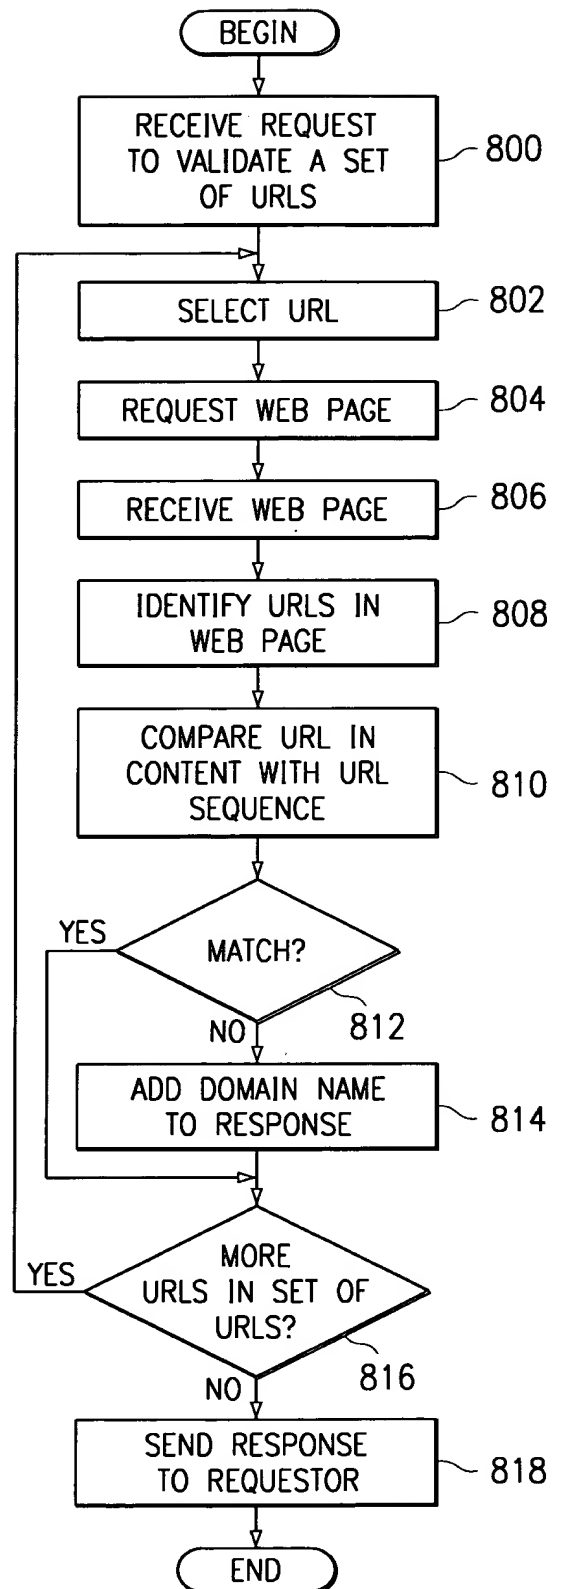 BEGIN
RECEIVE REQUEST
TO VALIDATE A SET
OF URLS
800
SELECT URL
802
REQUEST WEB PAGE
804
RECEIVE WEB PAGE
806
IDENTIFY URLS IN
WEB PAGE
808
COMPARE URL IN
CONTENT WITH URL
SEQUENCE
810
YES
MATCH?
812
NO
ADD DOMAIN NAME
TO RESPONSE
814
MORE
URLS IN SET OF
URLS?
YES
816
NO
SEND RESPONSE
TO REQUESTOR
818
END